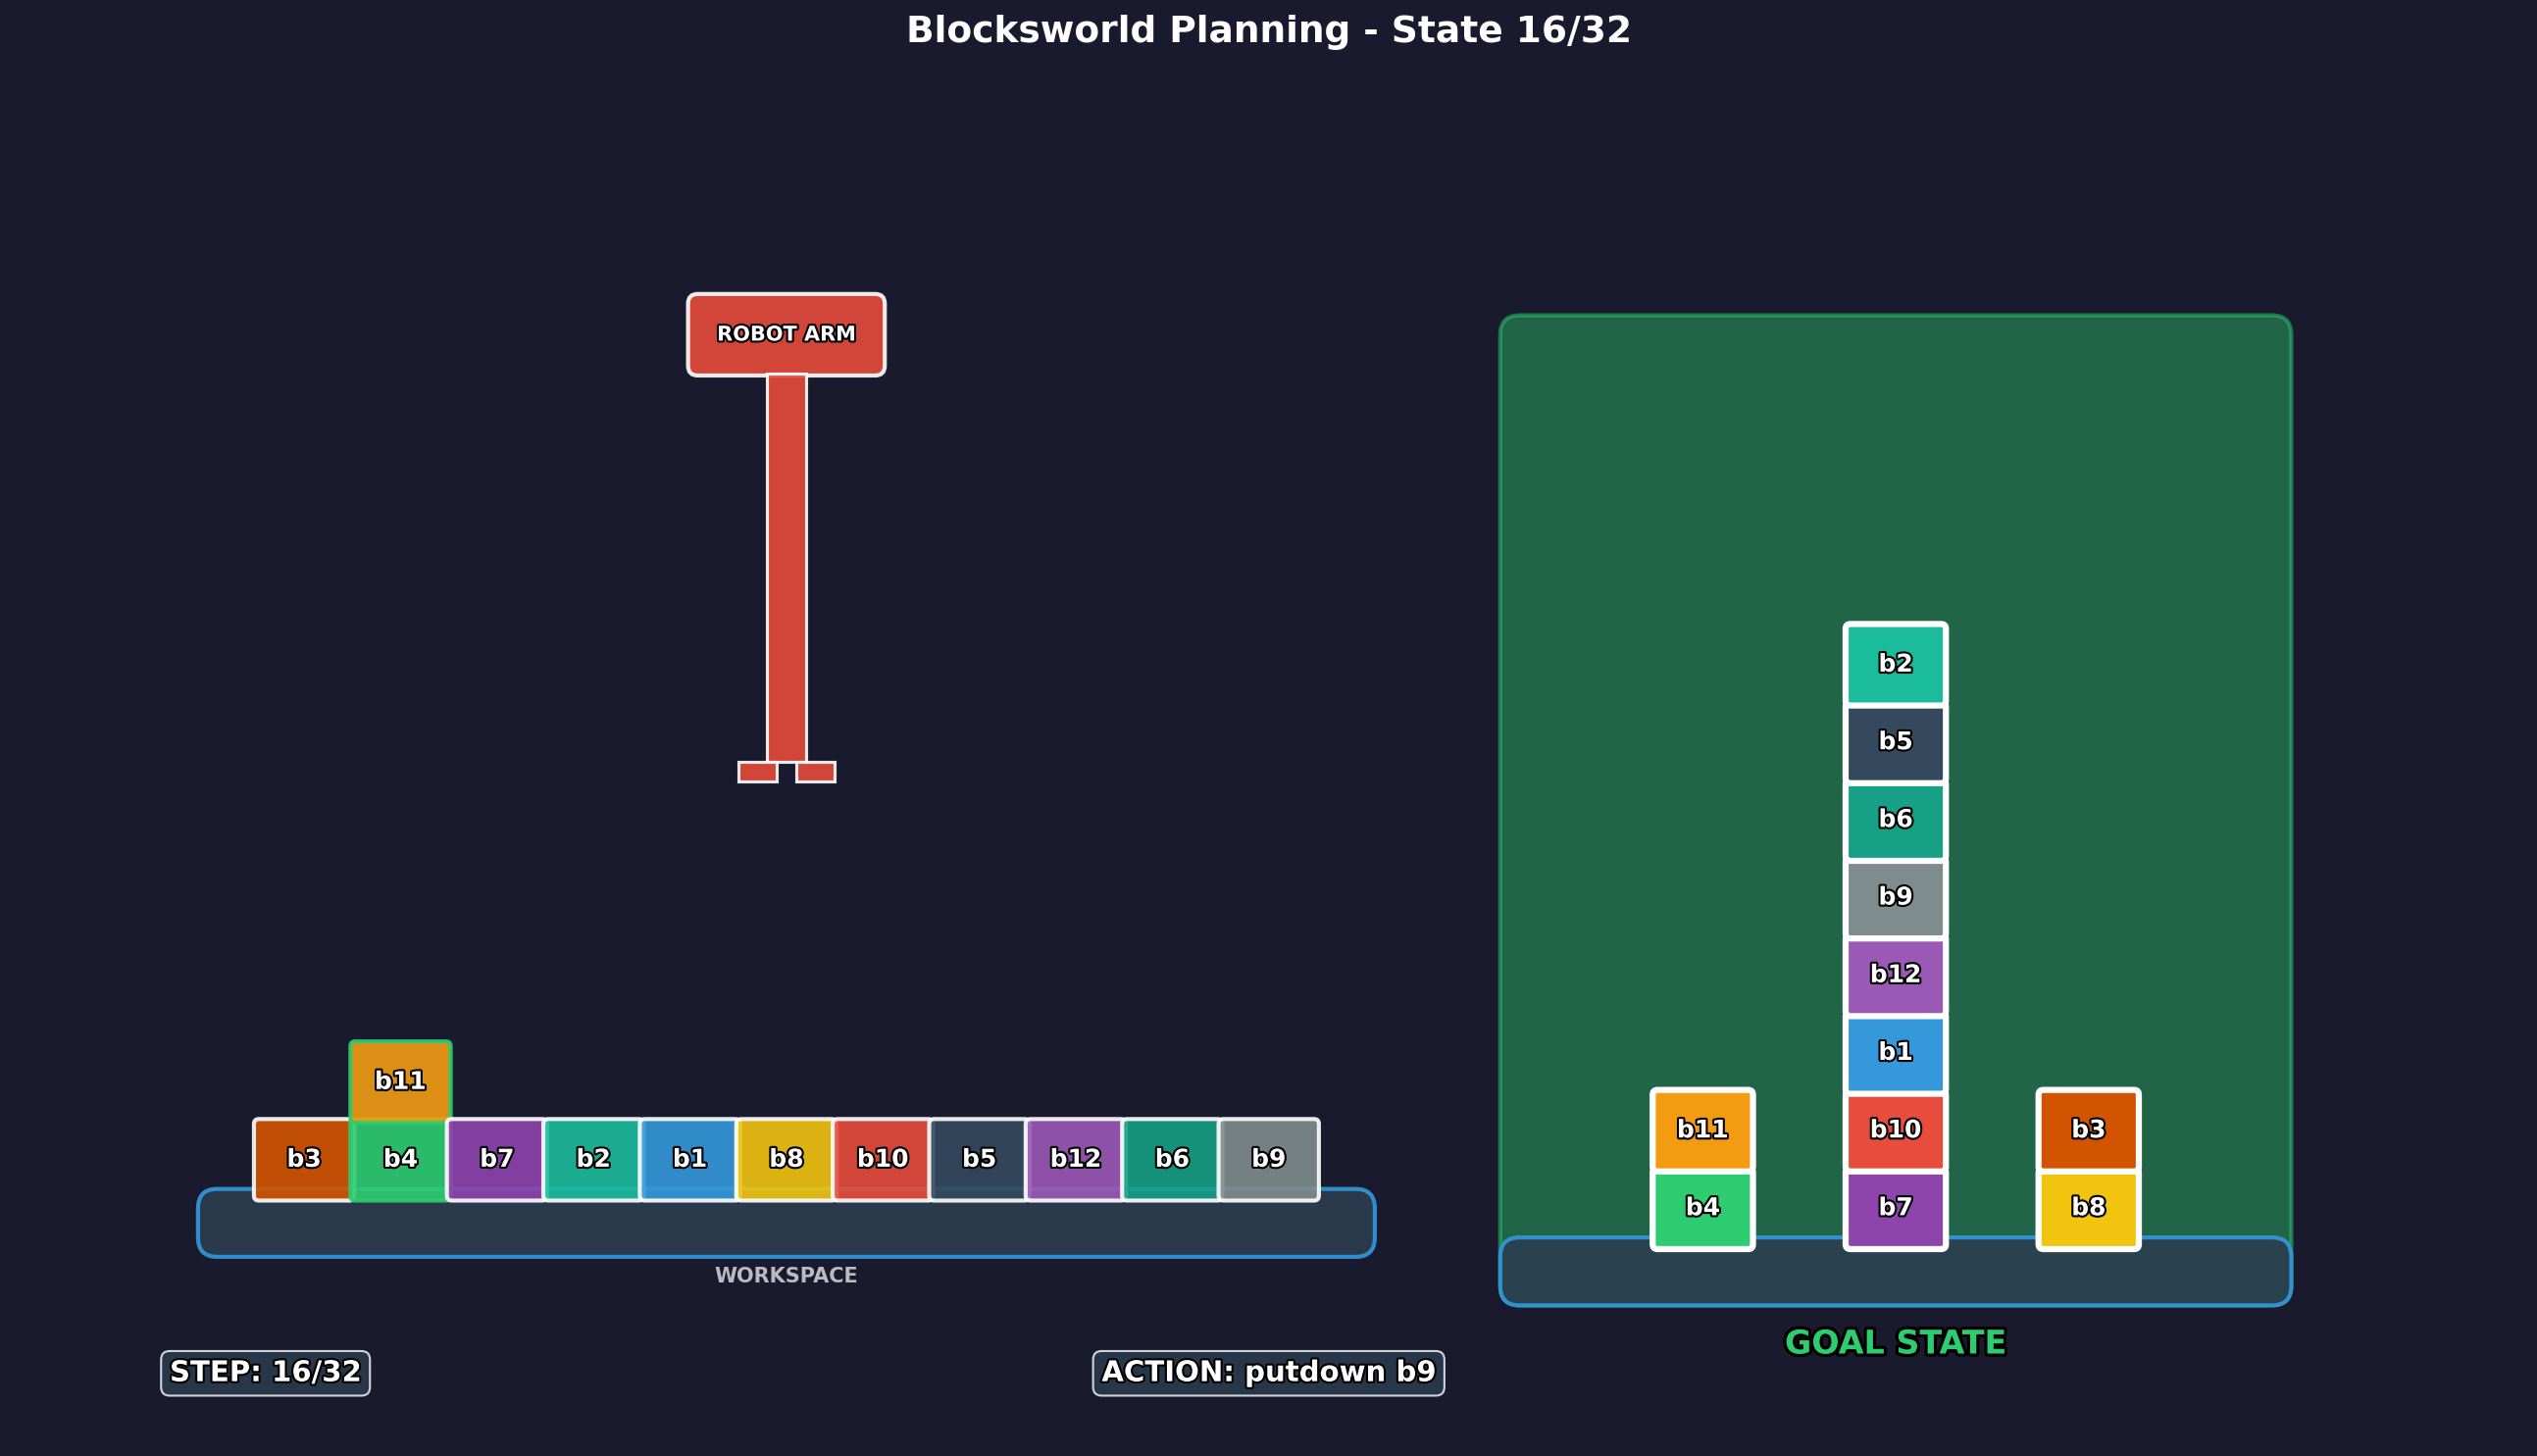 Blocksworld Planning - State 16/32
ROBOT ARM
b11
b3 b4 b7 b2 b1 b8 b10 b5 b12 b6 b9
WORKSPACE
b2
b5
b6
b9
b12
b1
b11 b10 b3
b4 b7 b8
GOAL STATE
STEP: 16/32
ACTION: putdown b9